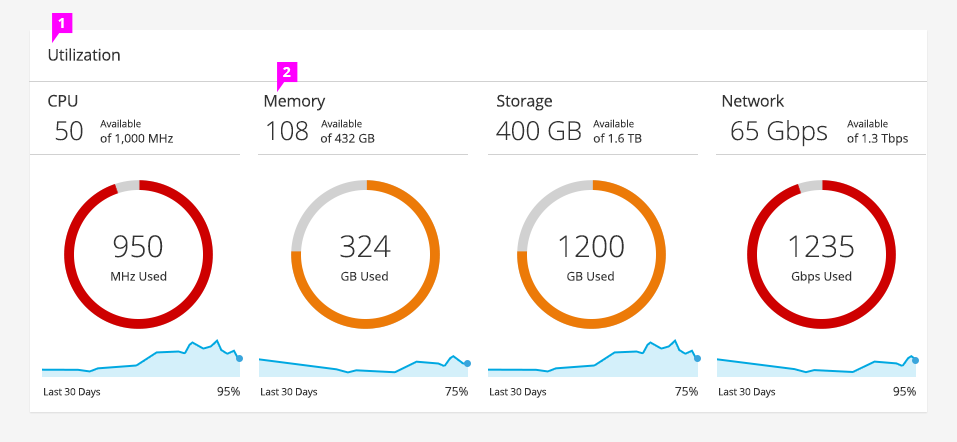 1
Utilization
2
CPU
50 Available
of 1,000 MHz
Memory
108 Available
of 432 GB
Storage
400 GB Available
of 1.6 TB
Network
65 Gbps Available
of 1.3 Tbps
950
MHz Used
324
GB Used
1200
GB Used
1235
Gbps Used
Last 30 Days 95%
Last 30 Days 75%
Last 30 Days 75%
Last 30 Days 95%